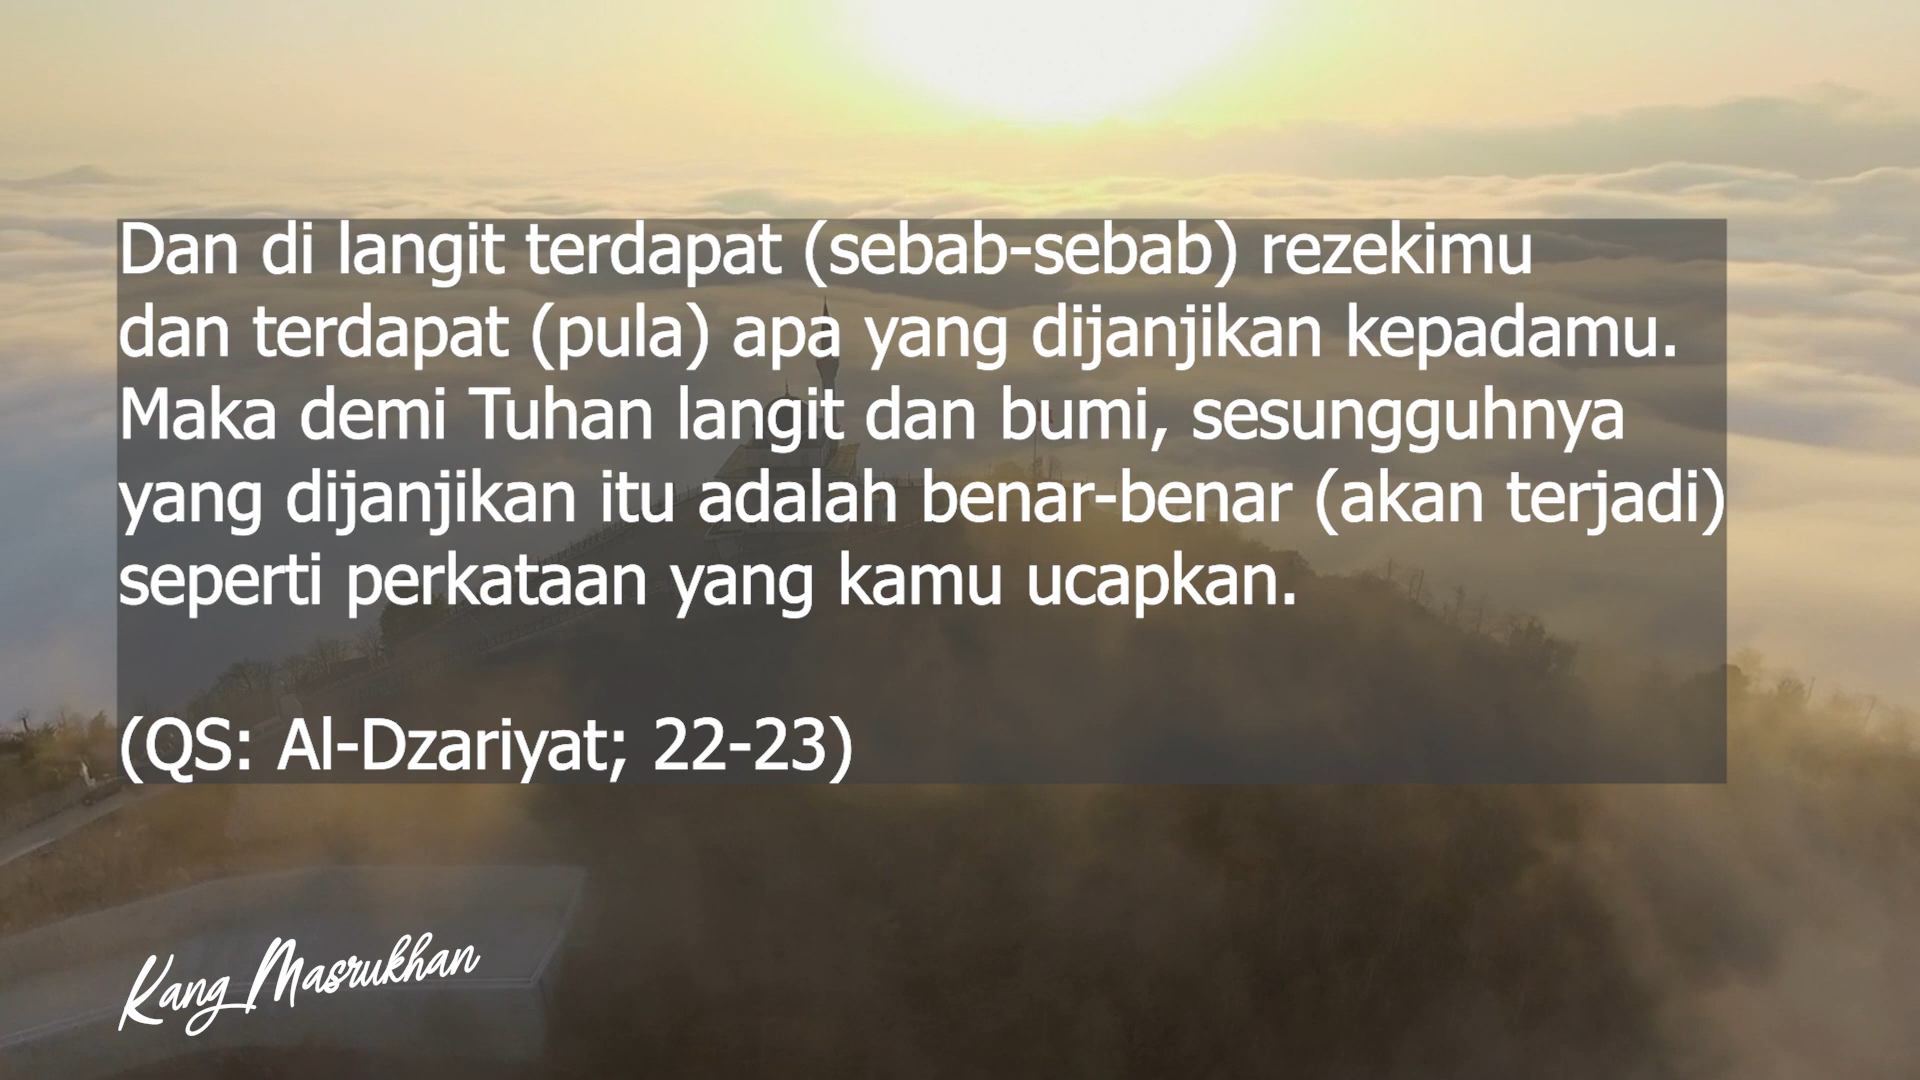 Dan di langit terdapat (sebab-sebab) rezekimu
dan terdapat (pula) apa yang dijanjikan kepadamu.
Maka demi Tuhan langit dan bumi, sesungguhnya
yang dijanjikan itu adalah benar-benar (akan terjadi)
seperti perkataan yang kamu ucapkan.
(QS: Al-Dzariyat; 22-23)
Kang Masrukhan